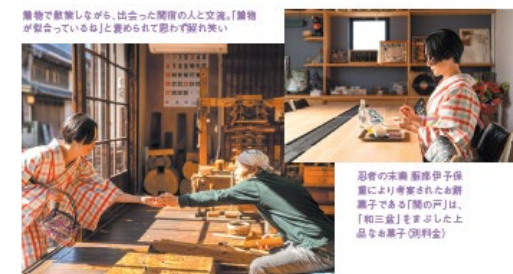 着物で散策しながら、出会った関宿の人と交流。「着物
が似合っているね」と褒められて思わず照れ笑い
忍者の末裔 服部伊予保
重により考案されたお餅
菓子である「関の戸」は、
「和三盆」をまぶした上
品なお菓子(別料金)